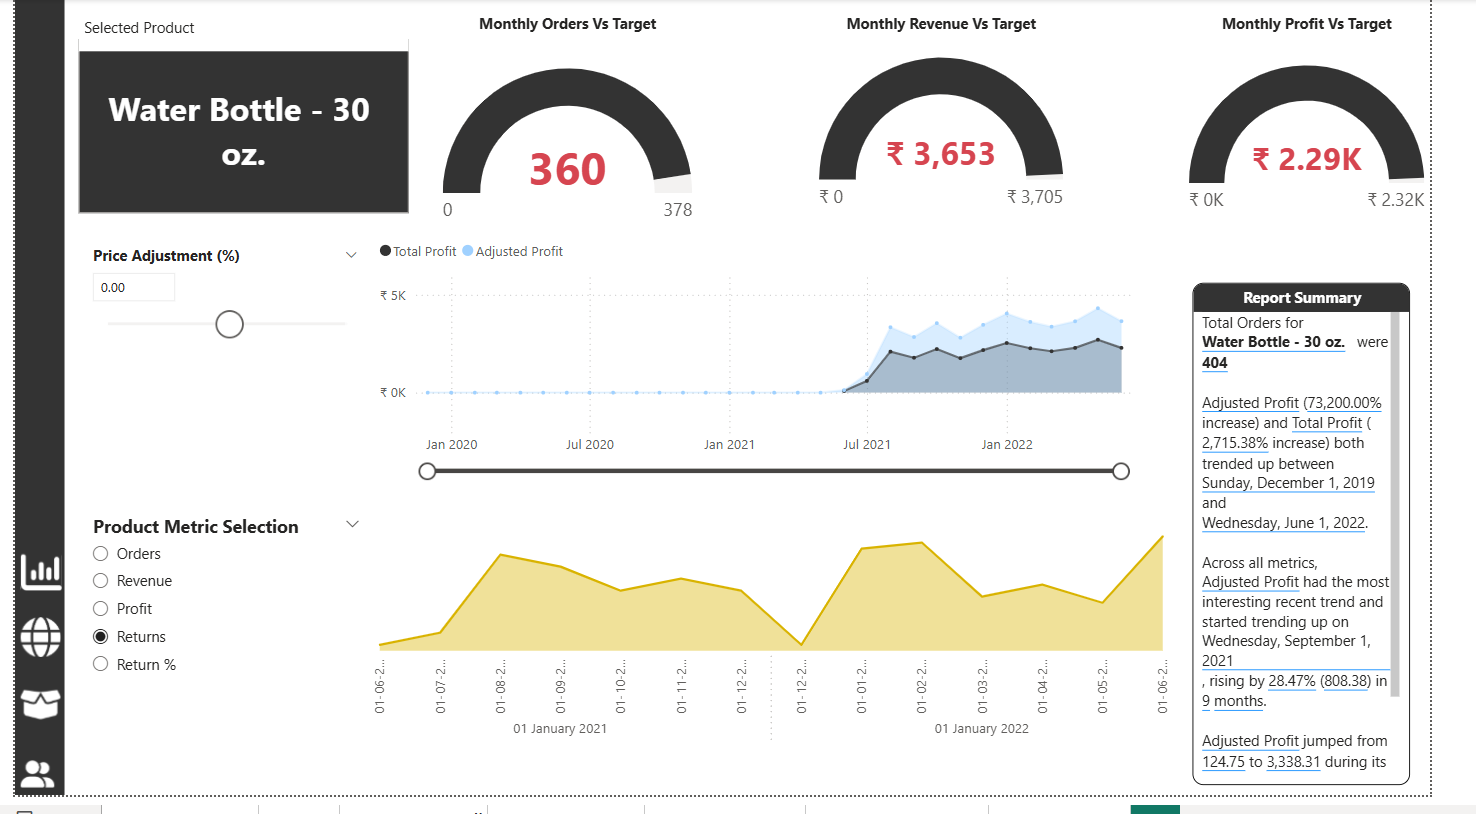 Selected Product
Water Bottle - 30
oz.
Monthly Orders Vs Target
360
0
378
Monthly Revenue Vs Target
₹ 3,653
₹ 0
₹ 3,705
Monthly Profit Vs Target
₹ 2.29K
₹ 0K
₹ 2.32K
Price Adjustment (%)
0.00
Total Profit Adjusted Profit
₹ 5K
₹ 0K
Jan 2020
Jul 2020
Jan 2021
Jul 2021
Jan 2022
Product Metric Selection
Orders
Revenue
Profit
Returns
Return %
01-06-2...
01-07-2...
01-08-2...
01-09-2...
01-10-2...
01-11-2...
01-12-2...
01-12-2...
01-01-2...
01-02-2...
01-03-2...
01-04-2...
01-05-2...
01-06-2...
01 January 2021
01 January 2022
Report Summary
Total Orders for
Water Bottle - 30 oz. were
404
Adjusted Profit (73,200.00%
increase) and Total Profit (
2,715.38% increase) both
trended up between
Sunday, December 1, 2019
and
Wednesday, June 1, 2022.
Across all metrics,
Adjusted Profit had the most
interesting recent trend and
started trending up on
Wednesday, September 1,
2021
, rising by 28.47% (808.38) in
9 months.
Adjusted Profit jumped from
124.75 to 3,338.31 during its